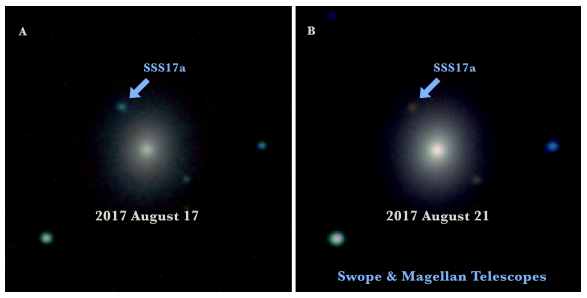 A
SSS17a
2017 August 17
B
SSS17a
2017 August 21
Swope & Magellan Telescopes